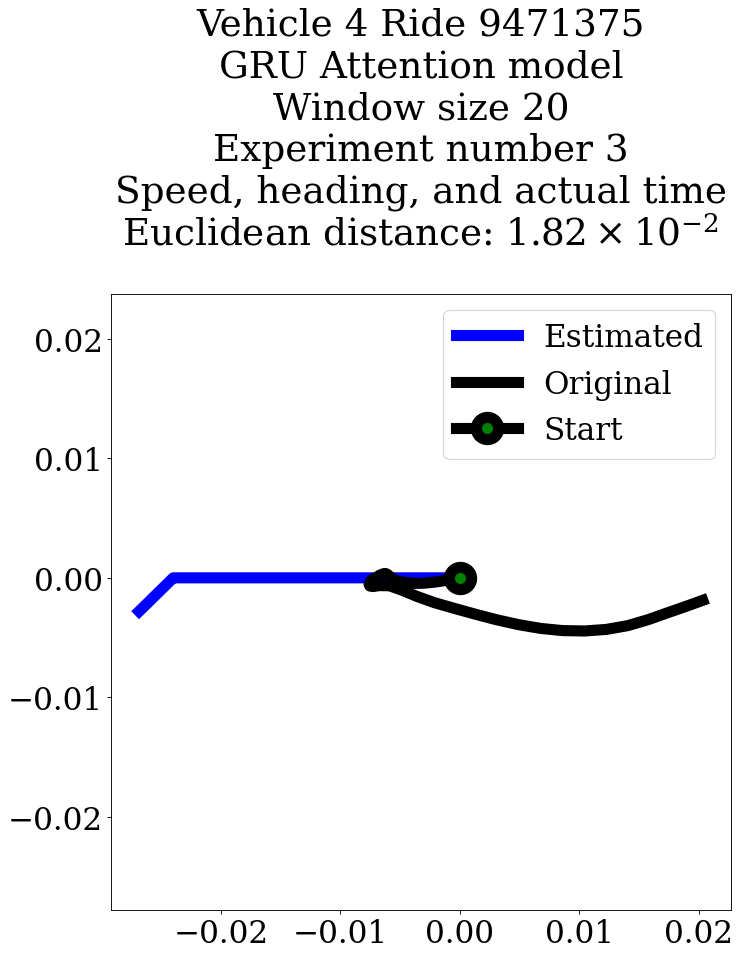 Vehicle 4 Ride 9471375
GRU Attention model
Window size 20
Experiment number 3
Speed, heading, and actual time
Euclidean distance: 1.82 × 10⁻²
Estimated
Original
Start
0.02
0.01
0.00
−0.01
−0.02
−0.02 −0.01 0.00 0.01 0.02